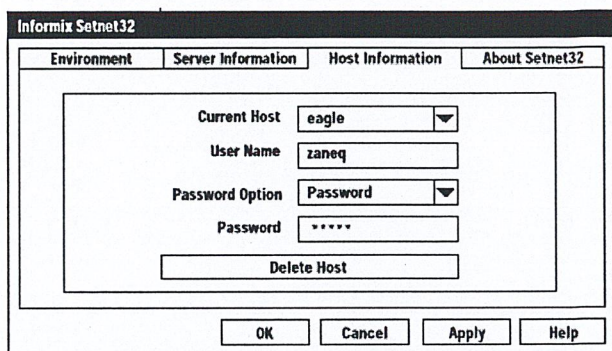 Informix Setnet32
Environment Server Information Host Information About Setnet32
Current Host eagle
User Name zaneq
Password Option Password
Password *****
Delete Host
OK Cancel Apply Help